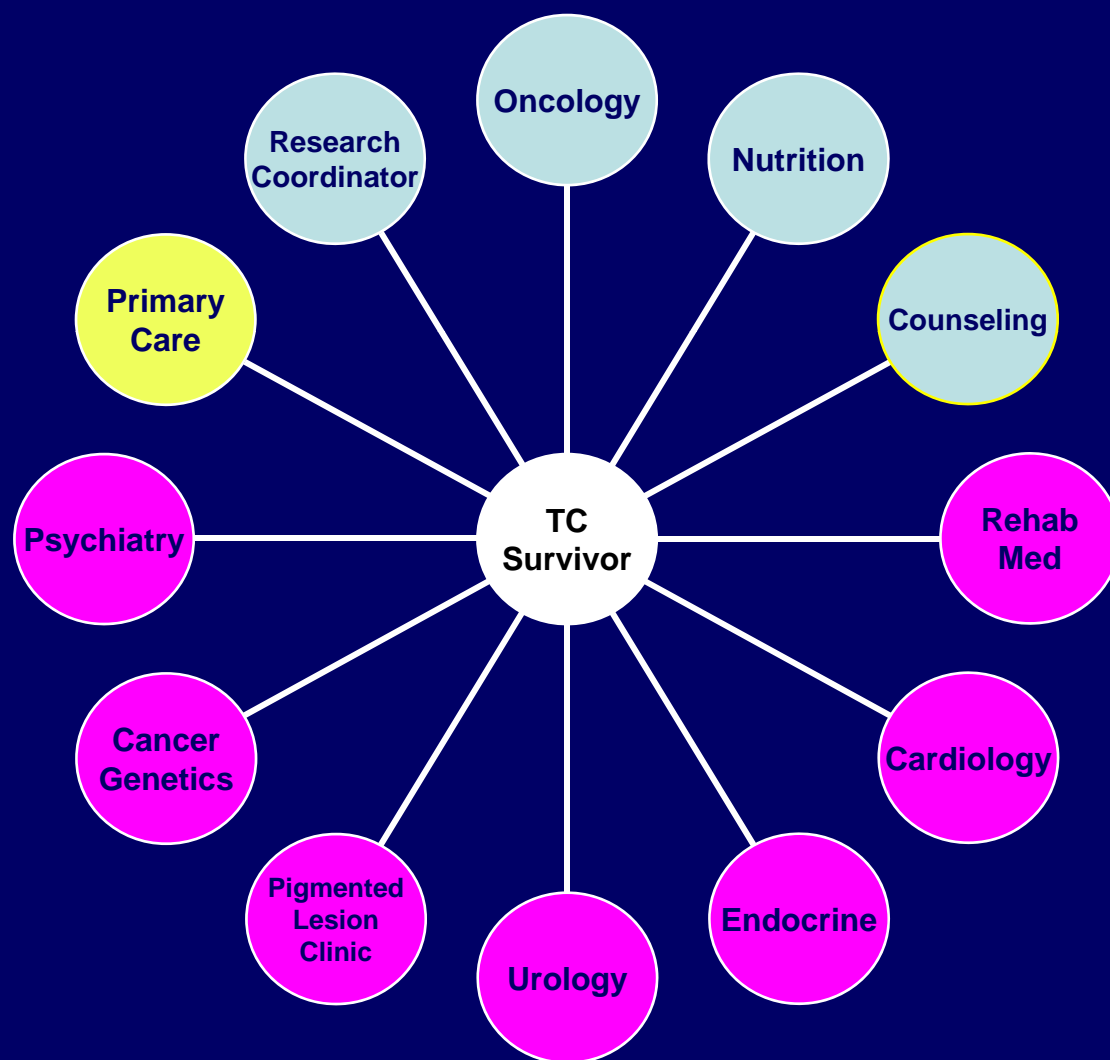 Oncology
Research
Coordinator
Nutrition
Primary
Care
Counseling
Psychiatry
TC
Survivor
Rehab
Med
Cancer
Genetics
Cardiology
Pigmented
Lesion
Clinic
Endocrine
Urology